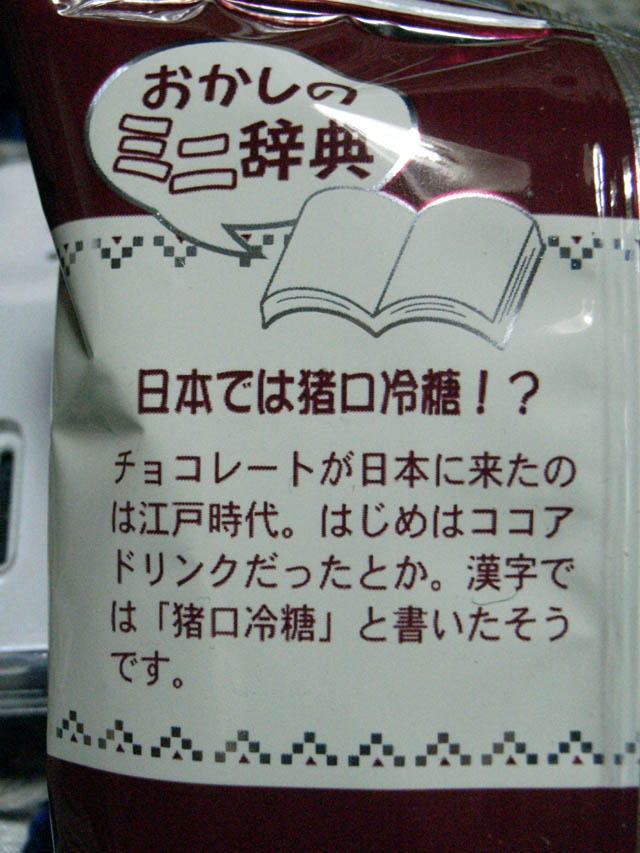 おかしの
ミニ辞典
日本では猪口冷糖！？
チョコレートが日本に来たの
は江戸時代。はじめはココア
ドリンクだったとか。漢字で
は「猪口冷糖」と書いたそう
です。